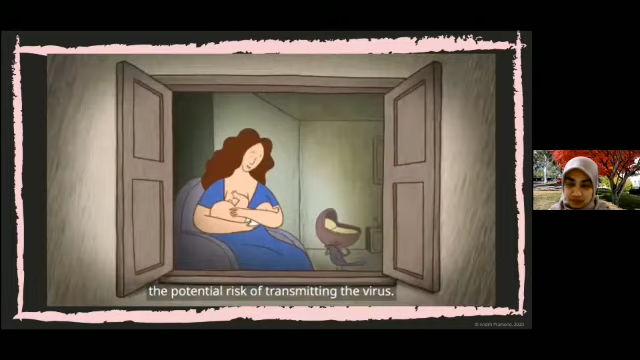 the potential risk of transmitting the virus.